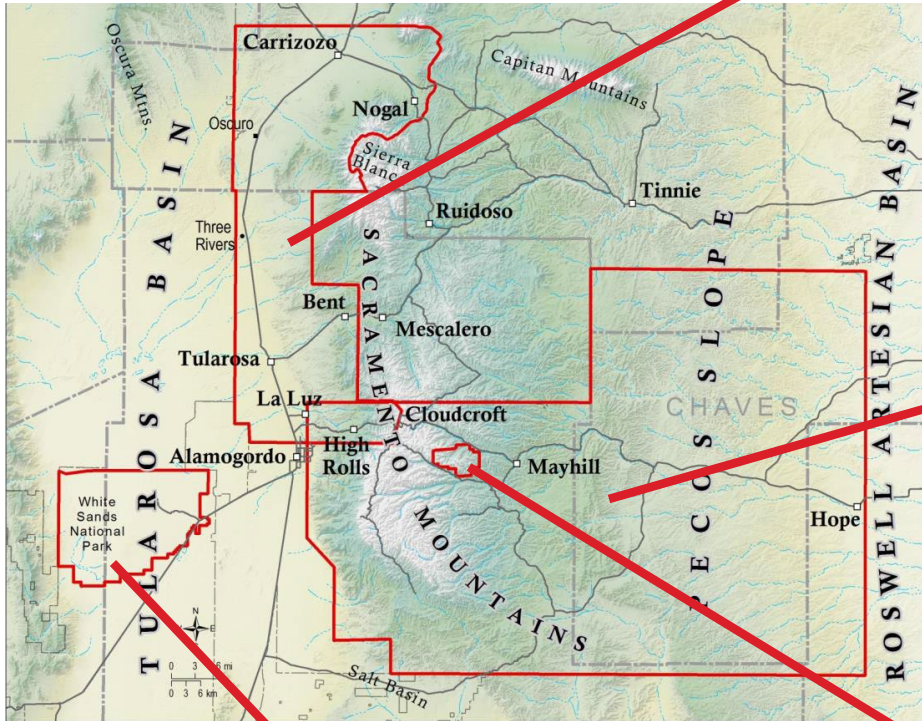 Carrizozo
Oscura Mtns.
Capitan Mountains
Nogal
Oscuro
Sierra
Blanc
Tinnie
Ruidoso
Three
Rivers
TULAROSA BASIN
SACRAMENTO
MOUNTAINS
PECOS SLOPE
ROSWELL ARTESIAN BASIN
Bent
Mescalero
Tularosa
La Luz
Cloudcroft
CHAVES
High
Rolls
Alamogordo
Mayhill
White
Sands
National
Park
Hope
N
E
0 3 6 mi
0 3 6 km
Salt Basin